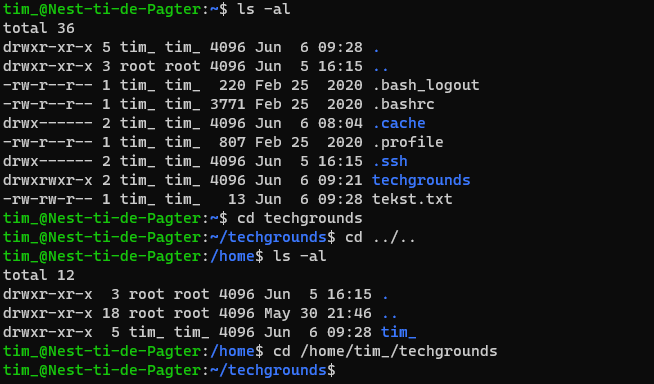 tim_@Nest-ti-de-Pagter:~$ ls -al
total 36
drwxr-xr-x 5 tim_ tim_ 4096 Jun  6 09:28 .
drwxr-xr-x 3 root root 4096 Jun  5 16:15 ..
-rw-r--r-- 1 tim_ tim_  220 Feb 25  2020 .bash_logout
-rw-r--r-- 1 tim_ tim_ 3771 Feb 25  2020 .bashrc
drwx------ 2 tim_ tim_ 4096 Jun  6 08:04 .cache
-rw-r--r-- 1 tim_ tim_  807 Feb 25  2020 .profile
drwx------ 2 tim_ tim_ 4096 Jun  5 16:15 .ssh
drwxrwxr-x 2 tim_ tim_ 4096 Jun  6 09:21 techgrounds
-rw-rw-r-- 1 tim_ tim_   13 Jun  6 09:28 tekst.txt
tim_@Nest-ti-de-Pagter:~$ cd techgrounds
tim_@Nest-ti-de-Pagter:~/techgrounds$ cd ../..
tim_@Nest-ti-de-Pagter:/home$ ls -al
total 12
drwxr-xr-x  3 root root 4096 Jun  5 16:15 .
drwxr-xr-x 18 root root 4096 May 30 21:46 ..
drwxr-xr-x  5 tim_ tim_ 4096 Jun  6 09:28 tim_
tim_@Nest-ti-de-Pagter:/home$ cd /home/tim_/techgrounds
tim_@Nest-ti-de-Pagter:~/techgrounds$